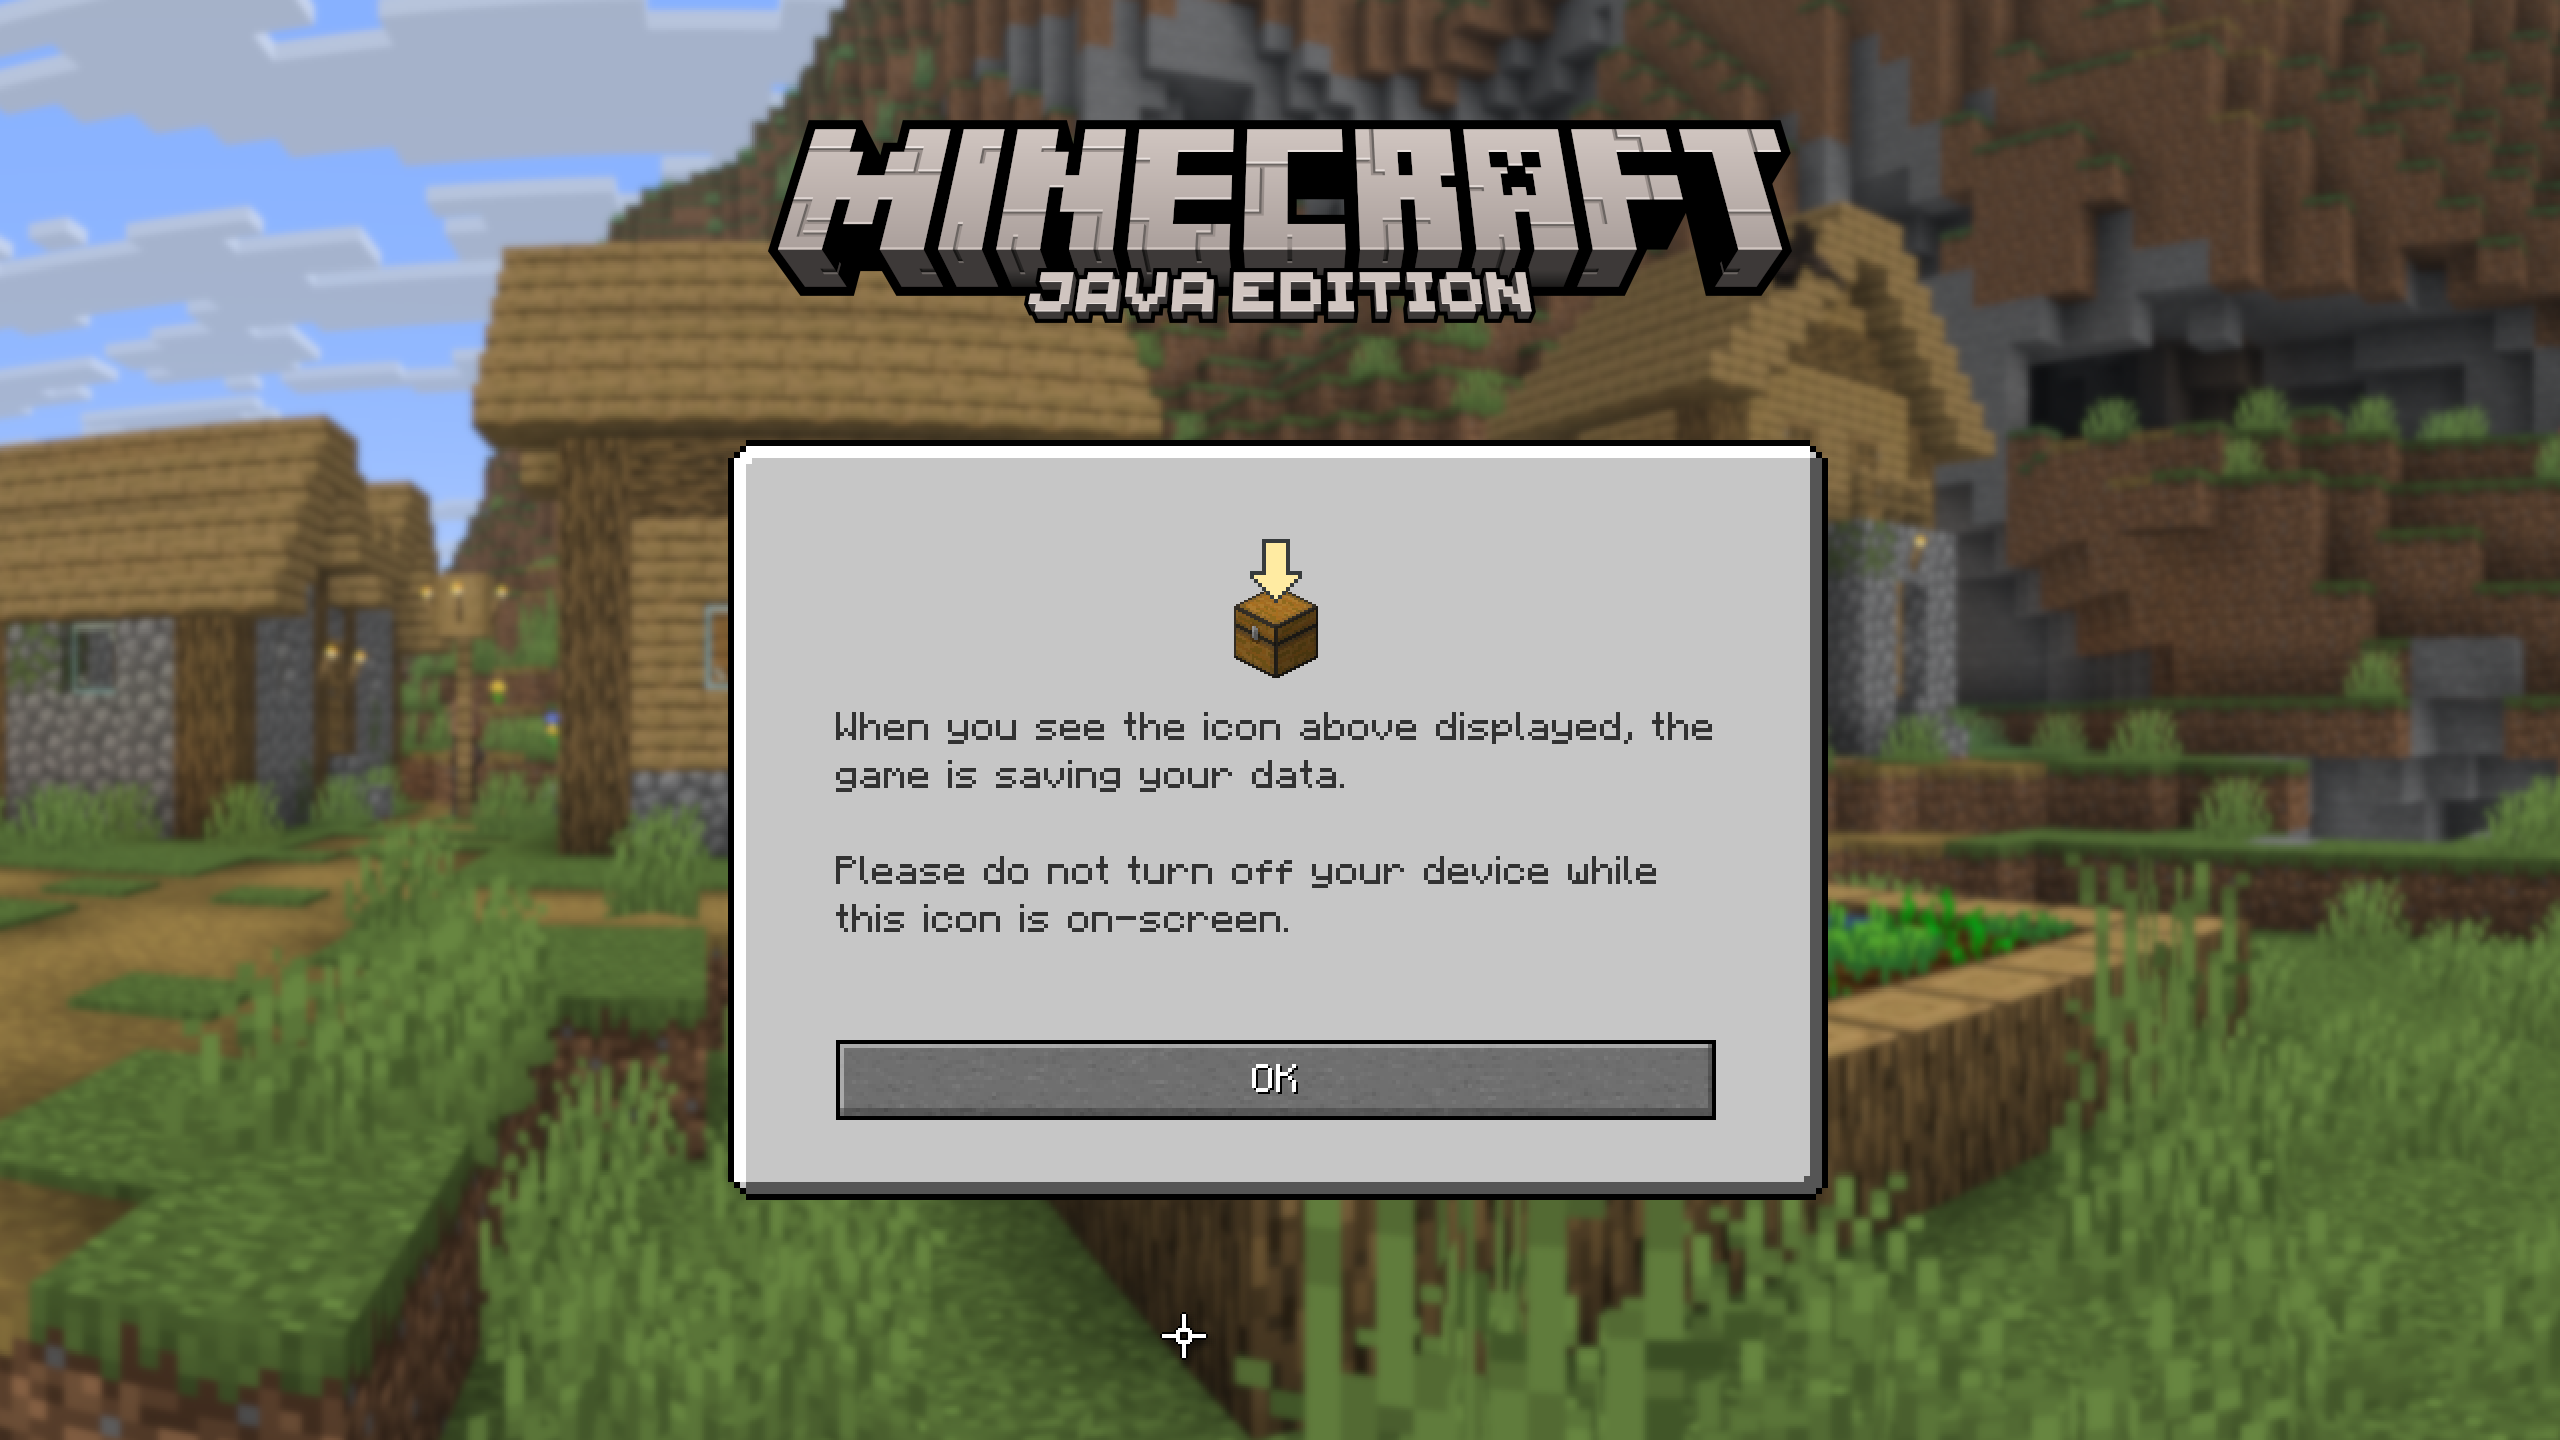 MINECRAFT
JAVA EDITION
When you see the icon above displayed, the
game is saving your data.
Please do not turn off your device while
this icon is on-screen.
OK